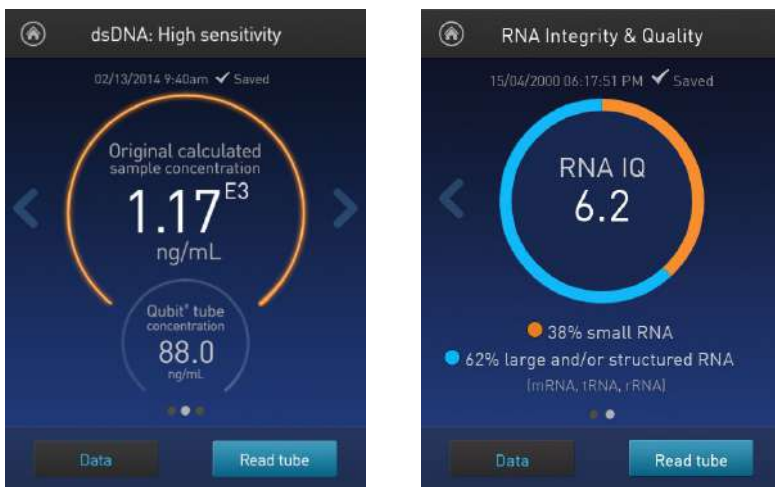 dsDNA: High sensitivity
02/13/2014 9:40am ✔ Saved
Original calculated
sample concentration
1.17E3
ng/mL
Qubit® tube
concentration
88.0
ng/mL
Data
Read tube
RNA Integrity & Quality
15/04/2000 06:17:51 PM ✔ Saved
RNA IQ
6.2
38% small RNA
62% large and/or structured RNA
(mRNA, tRNA, rRNA)
Data
Read tube